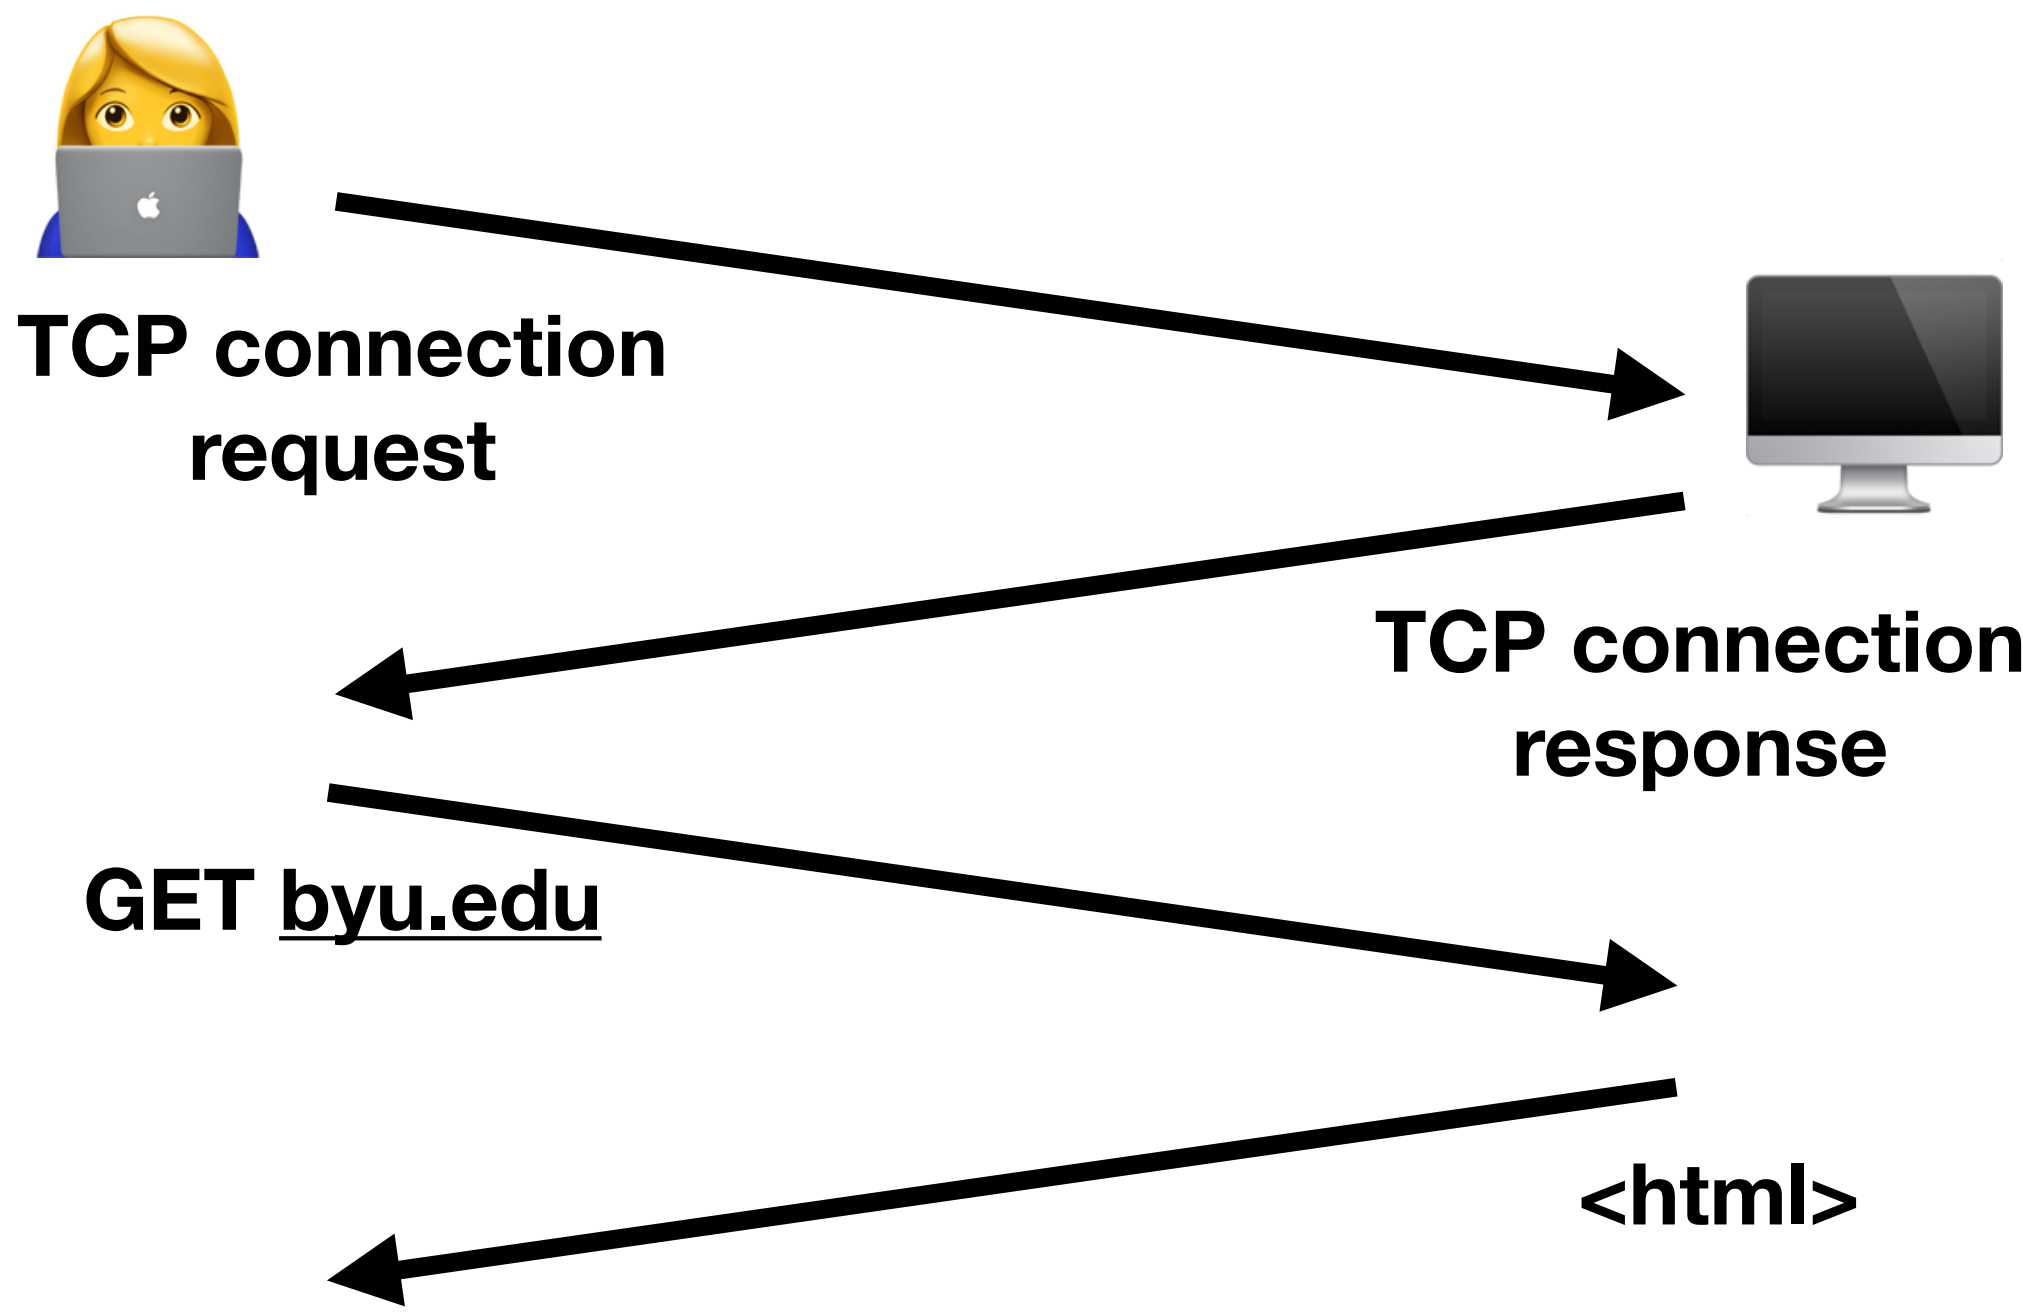 TCP connection
request
TCP connection
response
GET byu.edu
<html>